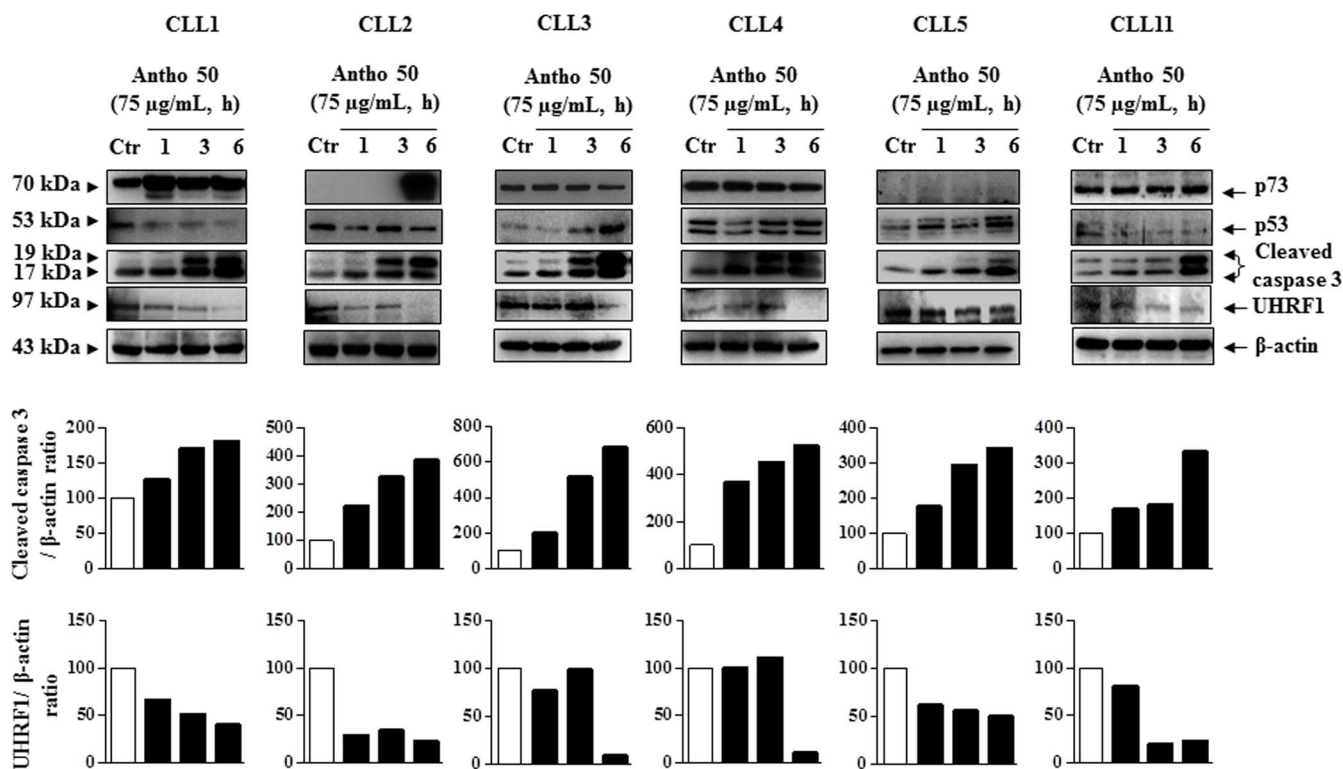 CLL1 CLL2 CLL3 CLL4 CLL5 CLL11
Antho 50 Antho 50 Antho 50 Antho 50 Antho 50 Antho 50
(75 µg/mL, h) (75 µg/mL, h) (75 µg/mL, h) (75 µg/mL, h) (75 µg/mL, h) (75 µg/mL, h)
Ctr 1 3 6 Ctr 1 3 6 Ctr 1 3 6 Ctr 1 3 6 Ctr 1 3 6 Ctr 1 3 6
70 kDa p73
53 kDa p53
19 kDa Cleaved
17 kDa caspase 3
97 kDa UHRF1
43 kDa β-actin
Cleaved caspase 3
/ β-actin ratio
200 500 800 600 400 400
150 400 600 400 300 300
100 300 400 200 200 200
50 200 200 0 100 100
0 100 0 0 0
0
UHRF1/ β-actin
ratio
150 150 150 150 150 150
100 100 100 100 100 100
50 50 50 50 50 50
0 0 0 0 0 0